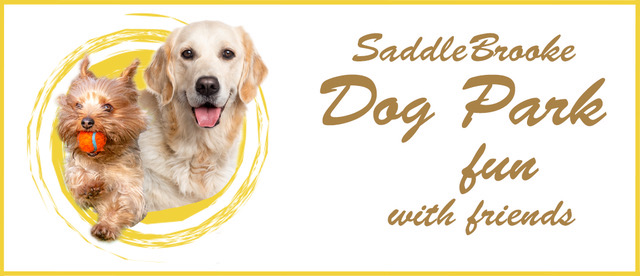 SaddleBrooke
Dog Park
fun
with friends